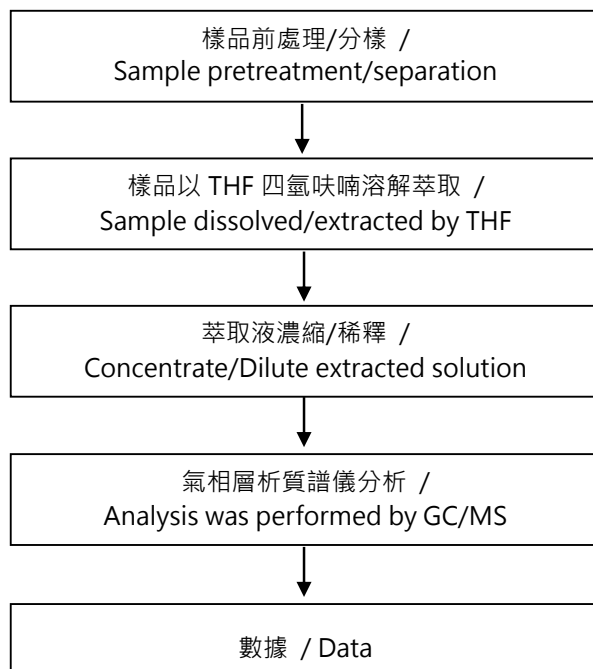 樣品前處理/分樣 /
Sample pretreatment/separation
樣品以 THF 四氫呋喃溶解萃取 /
Sample dissolved/extracted by THF
萃取液濃縮/稀釋 /
Concentrate/Dilute extracted solution
氣相層析質譜儀分析 /
Analysis was performed by GC/MS
數據 / Data